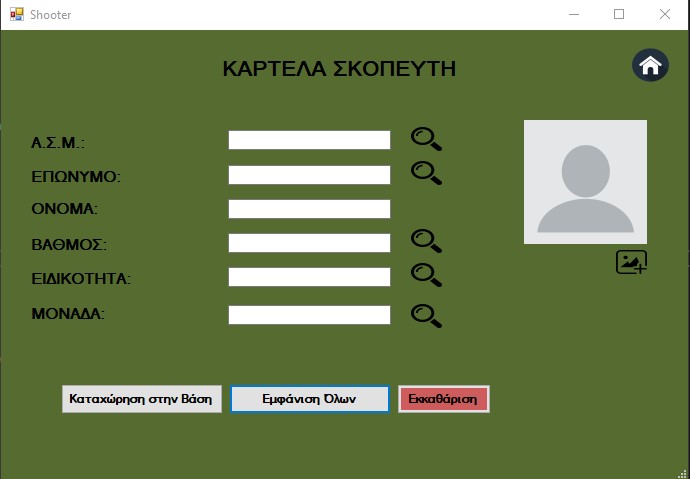 Shooter
ΚΑΡΤΕΛΑ ΣΚΟΠΕΥΤΗ
Α.Σ.Μ.:
ΕΠΩΝΥΜΟ:
ΟΝΟΜΑ:
ΒΑΘΜΟΣ:
ΕΙΔΙΚΟΤΗΤΑ:
ΜΟΝΑΔΑ:
Καταχώρηση στην Βάση Εμφάνιση Όλων Εκκαθάριση